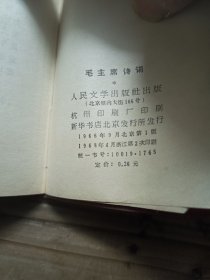 毛主席诗词
*
人民文学出版社出版
(北京朝内大街166号)
杭州印刷厂印刷
新华书店北京发行所发行
1966年9月北京第1版
1969年4月浙江第2次印刷
统一书号:10019·1765
定价:0.36元